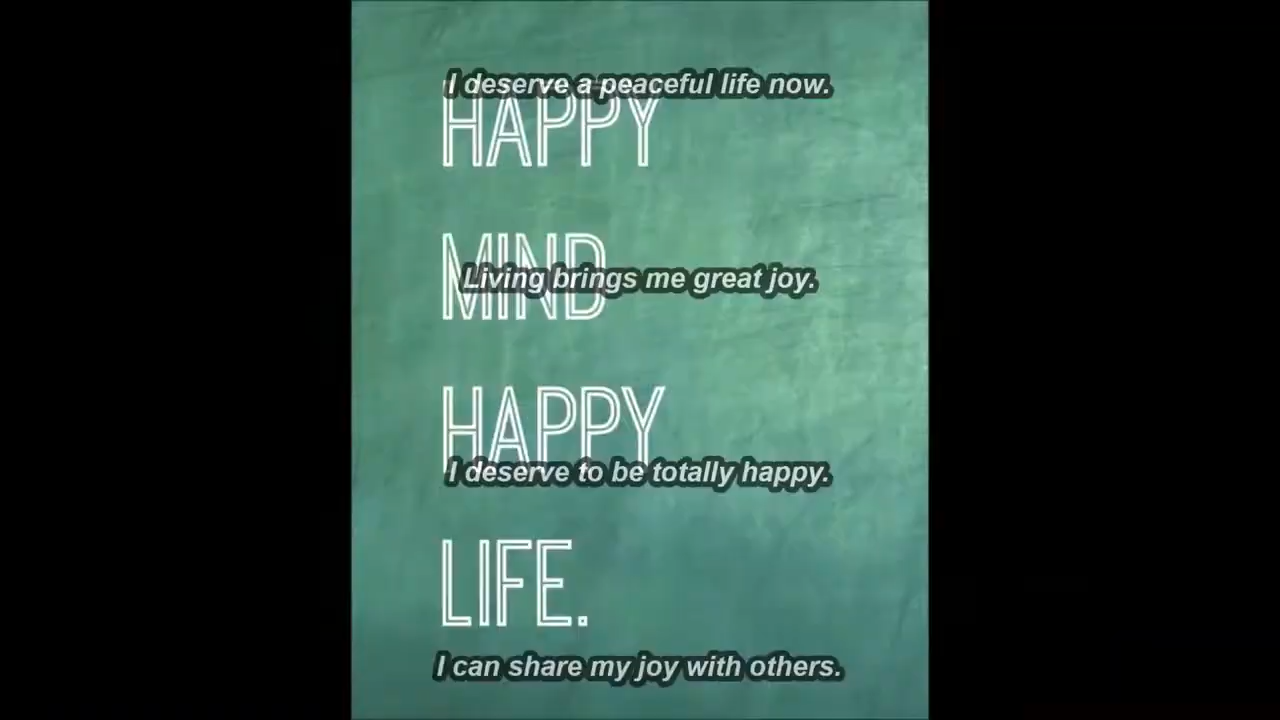 I deserve a peaceful life now.
HAPPY
MIND
Living brings me great joy.
HAPPY
I deserve to be totally happy.
LIFE.
I can share my joy with others.